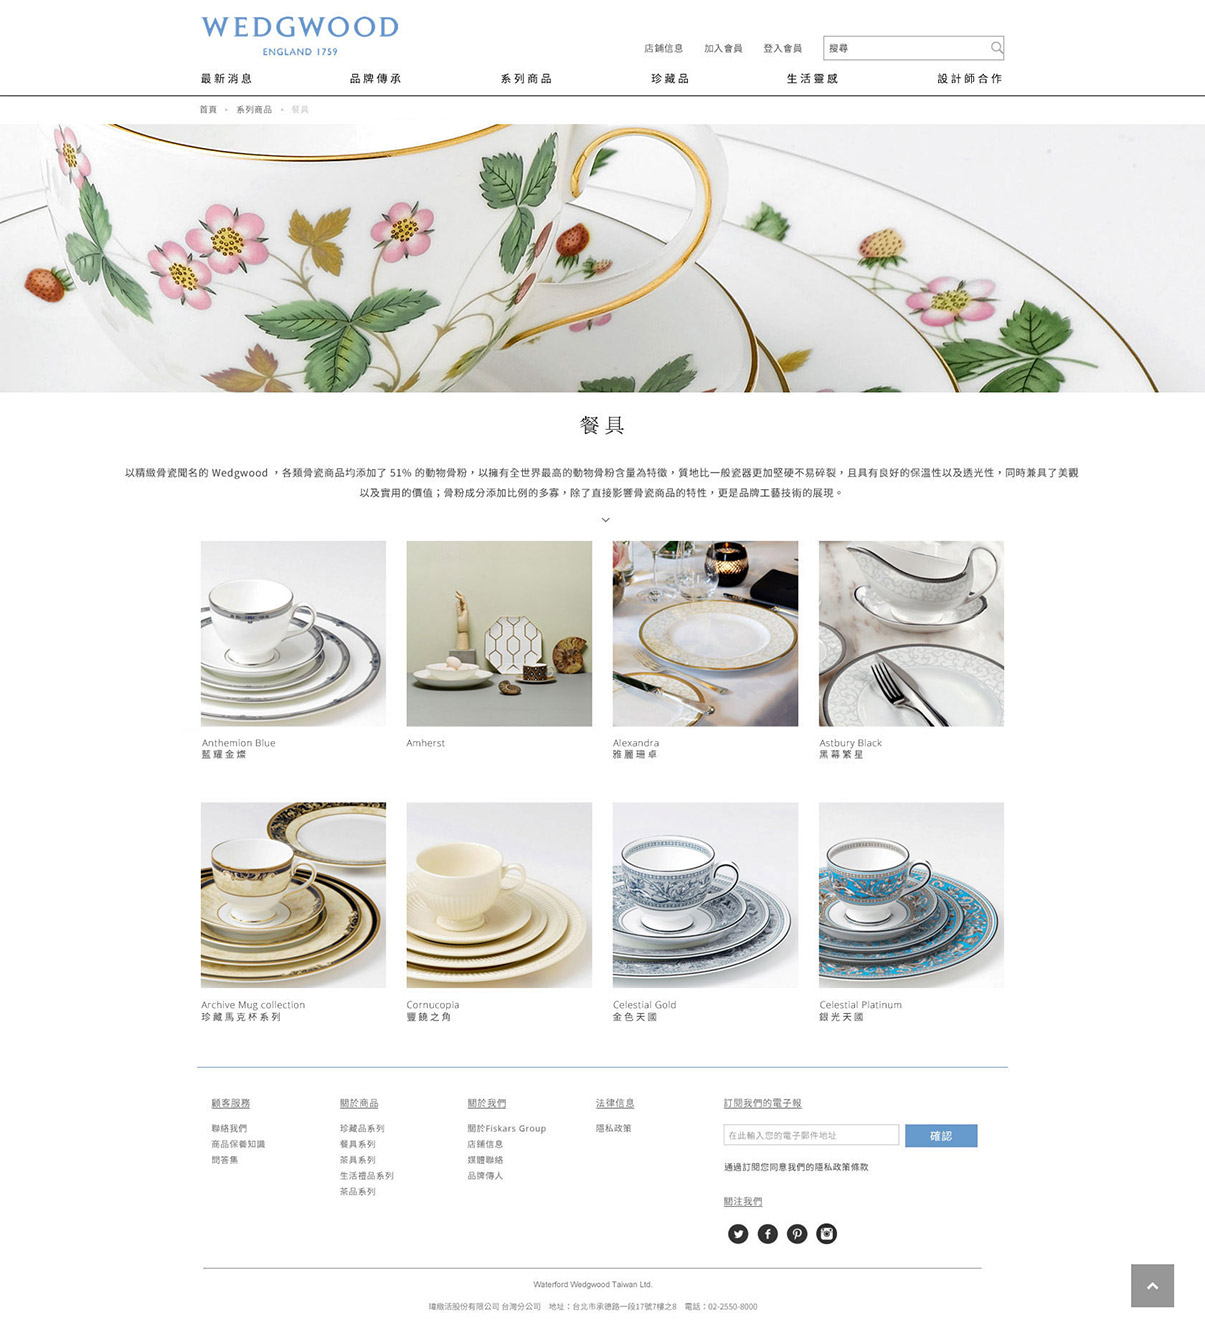 WEDGWOOD
ENGLAND 1759
店鋪信息 加入會員 登入會員 搜尋
最新消息 品牌傳承 系列商品 珍藏品 生活靈感 設計師合作
首頁 ▸ 系列商品 ▸ 餐具
餐具
以精緻骨瓷聞名的 Wedgwood ，各類骨瓷商品均添加了 51% 的動物骨粉，以擁有全世界最高的動物骨粉含量為特徵，質地比一般瓷器更加堅硬不易碎裂，且具有良好的保溫性以及透光性，同時兼具了美觀
以及實用的價值；骨粉成分添加比例的多寡，除了直接影響骨瓷商品的特性，更是品牌工藝技術的展現。
Anthemion Blue
藍耀金燦
Amherst
Alexandra
雅麗珊卓
Astbury Black
黑幕繁星
Archive Mug collection
珍藏馬克杯系列
Cornucopia
豐饒之角
Celestial Gold
金色天國
Celestial Platinum
銀光天國
顧客服務
聯絡我們
商品保養知識
問答集
關於商品
珍藏品系列
餐具系列
茶具系列
生活禮品系列
茶品系列
關於我們
關於Fiskars Group
店鋪信息
媒體聯絡
品牌傳人
法律信息
隱私政策
訂閱我們的電子報
在此輸入您的電子郵件地址 確認
通過訂閱您同意我們的隱私政策條款
關注我們
Waterford Wedgwood Taiwan Ltd.
瑋緻活股份有限公司 台灣分公司 地址：台北市承德路一段17號7樓之8 電話：02-2550-8000